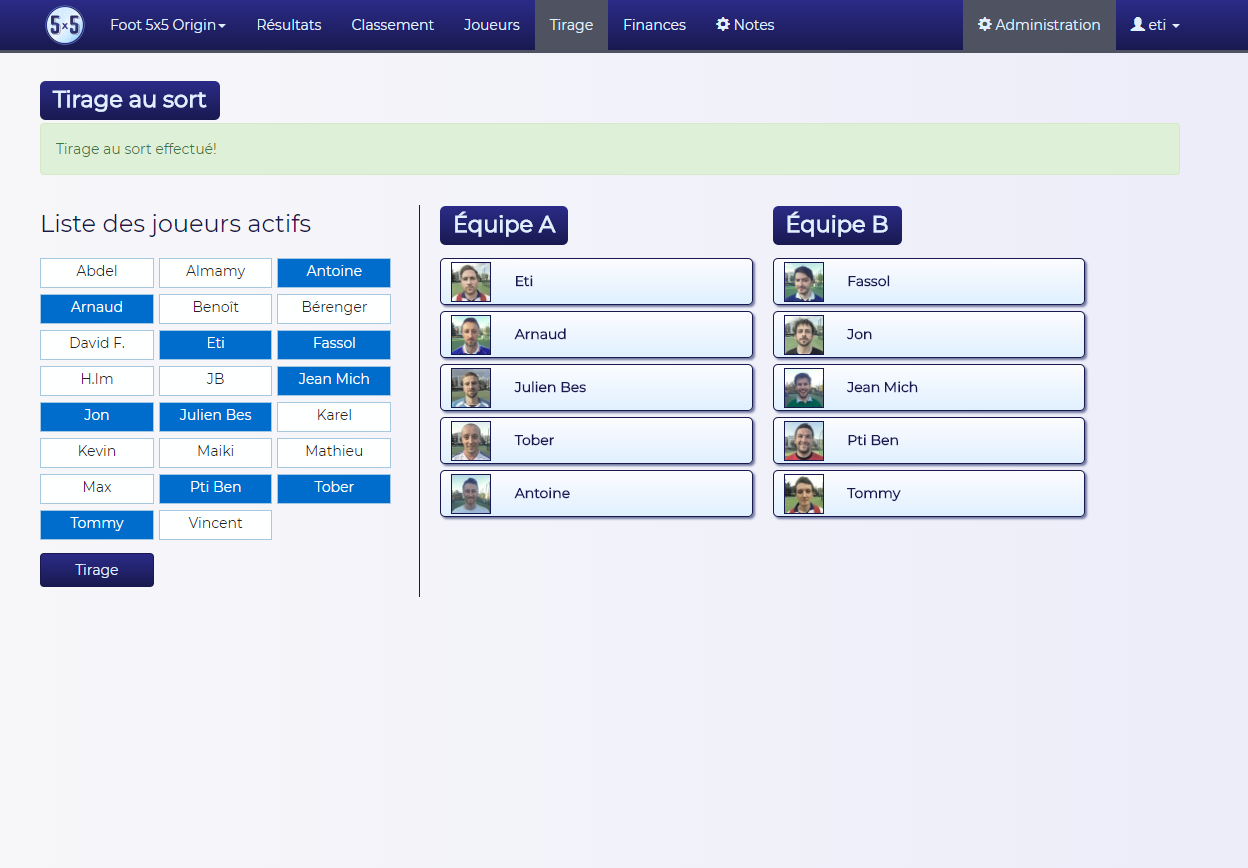 5x5 Foot 5x5 Origin Résultats Classement Joueurs Tirage Finances Notes Administration eti
Tirage au sort
Tirage au sort effectué!
Liste des joueurs actifs
Abdel Almamy Antoine
Arnaud Benoît Bérenger
David F. Eti Fassol
H.Im JB Jean Mich
Jon Julien Bes Karel
Kevin Maiki Mathieu
Max Pti Ben Tober
Tommy Vincent
Tirage
Équipe A
Eti
Arnaud
Julien Bes
Tober
Antoine
Équipe B
Fassol
Jon
Jean Mich
Pti Ben
Tommy